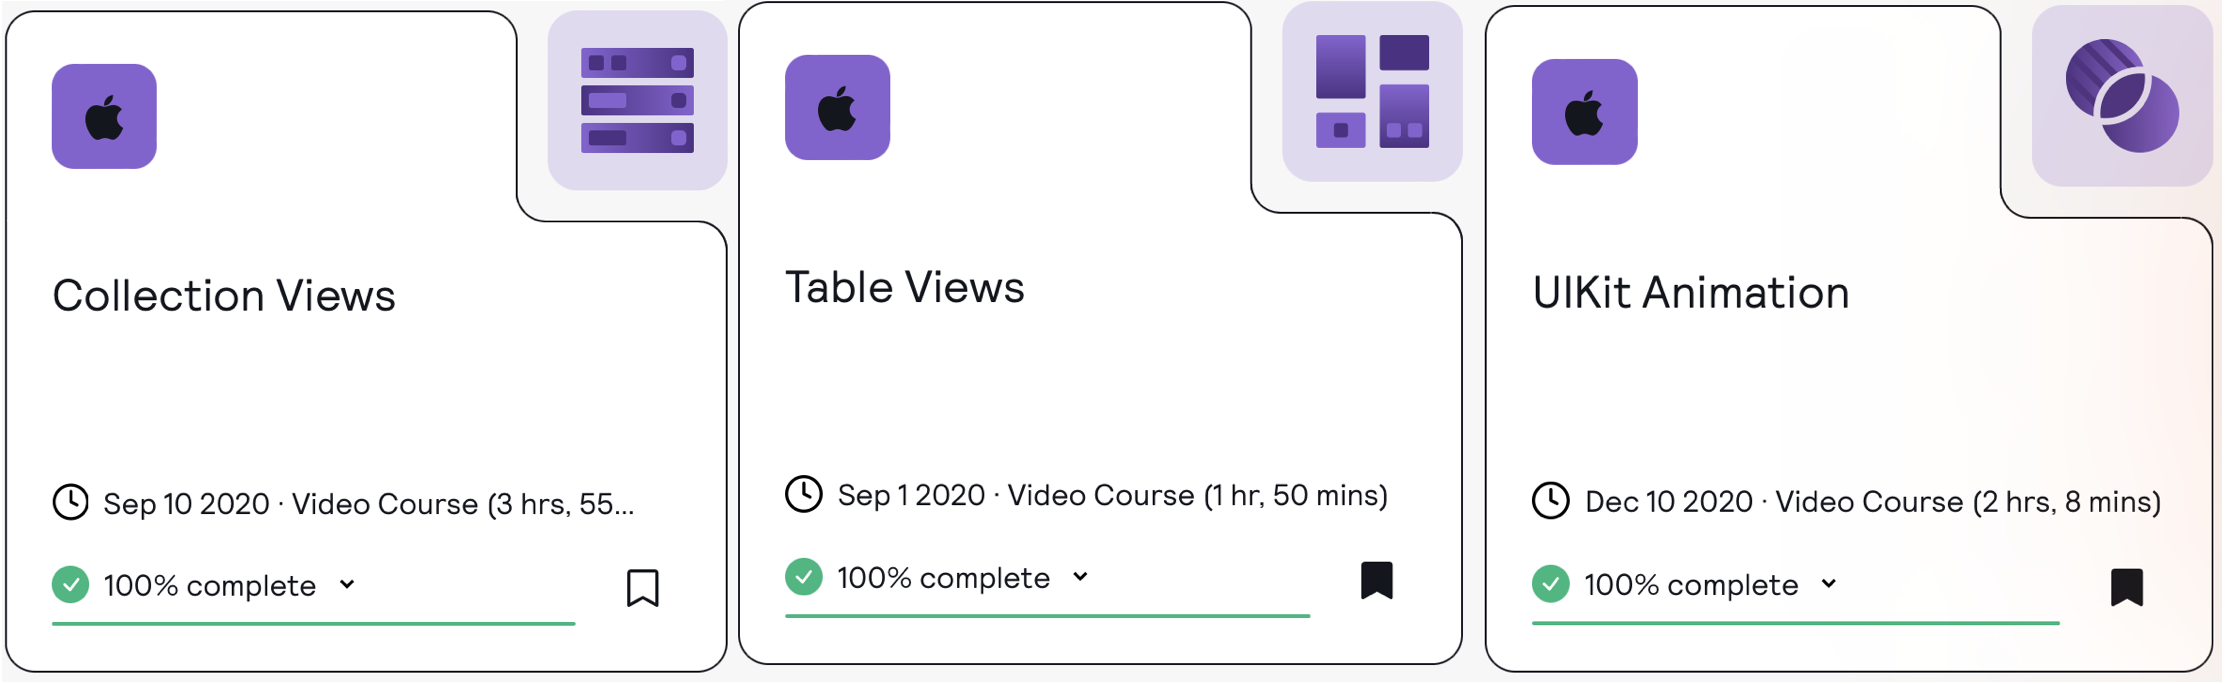 Collection Views
Sep 10 2020 · Video Course (3 hrs, 55...
100% complete
Table Views
Sep 1 2020 · Video Course (1 hr, 50 mins)
100% complete
UIKit Animation
Dec 10 2020 · Video Course (2 hrs, 8 mins)
100% complete